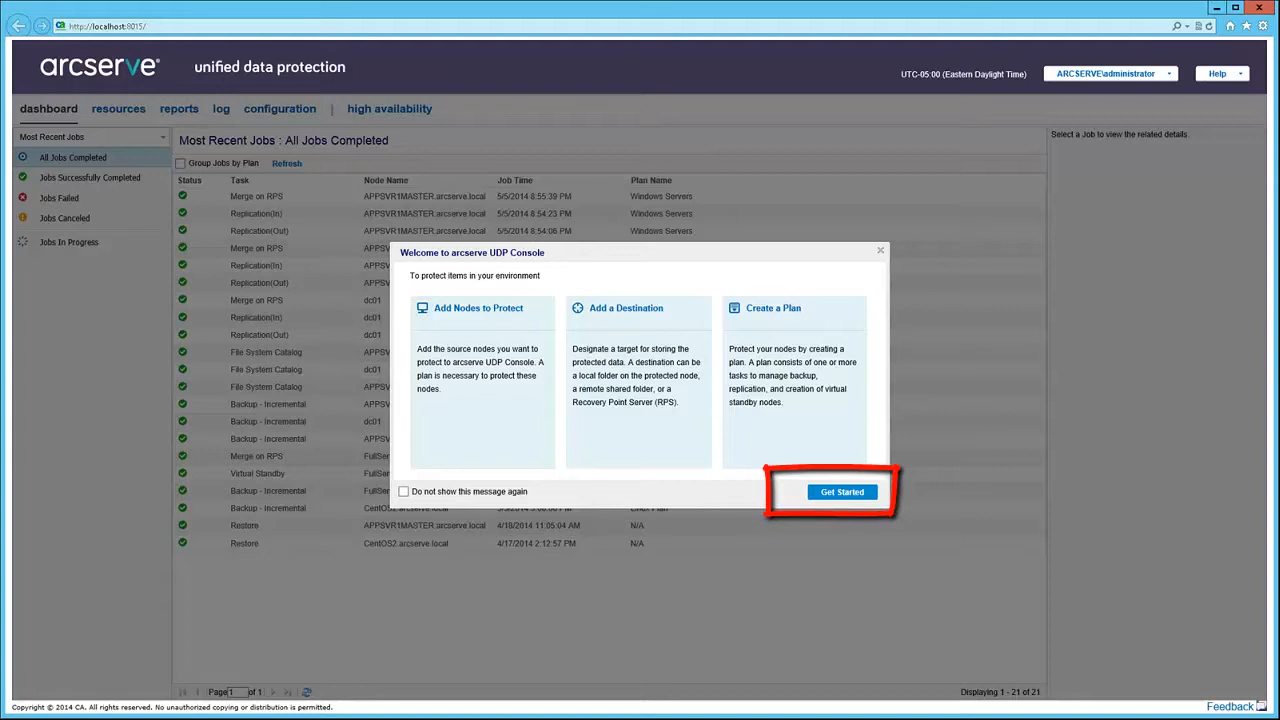 http://localhost:8015/
arcserve® unified data protection
UTC-05:00 (Eastern Daylight Time) ARCSERVE\administrator Help
dashboard resources reports log configuration | high availability
Most Recent Jobs
All Jobs Completed
Jobs Successfully Completed
Jobs Failed
Jobs Canceled
Jobs In Progress
Most Recent Jobs : All Jobs Completed
Group Jobs by Plan Refresh
Status Task Node Name Job Time Plan Name
Merge on RPS APPSVR1MASTER.arcserve.local 5/5/2014 8:55:39 PM Windows Servers
Replication(In) APPSVR1MASTER.arcserve.local 5/5/2014 8:54:23 PM Windows Servers
Replication(Out) APPSVR1MASTER.arcserve.local 5/5/2014 8:54:06 PM Windows Servers
Merge on RPS
Replication(In)
Replication(Out)
Merge on RPS dc01
Replication(In) dc01
Replication(Out) dc01
File System Catalog
File System Catalog
File System Catalog
Backup - Incremental
Backup - Incremental dc01
Backup - Incremental
Merge on RPS
Virtual Standby
Backup - Incremental
Backup - Incremental
Restore APPSVR1MASTER.arcserve.local 4/18/2014 11:05:04 AM N/A
Restore CentOS2.arcserve.local 4/17/2014 2:12:57 PM N/A
Select a Job to view the related details.
Welcome to arcserve UDP Console
To protect items in your environment
Add Nodes to Protect
Add the source nodes you want to
protect to arcserve UDP Console. A
plan is necessary to protect these
nodes.
Add a Destination
Designate a target for storing the
protected data. A destination can be
a local folder on the protected node,
a remote shared folder, or a
Recovery Point Server (RPS).
Create a Plan
Protect your nodes by creating a
plan. A plan consists of one or more
tasks to manage backup,
replication, and creation of virtual
standby nodes.
Do not show this message again
Get Started
Page 1 of 1
Displaying 1 - 21 of 21
Copyright © 2014 CA. All rights reserved. No unauthorized copying or distribution is permitted.
Feedback